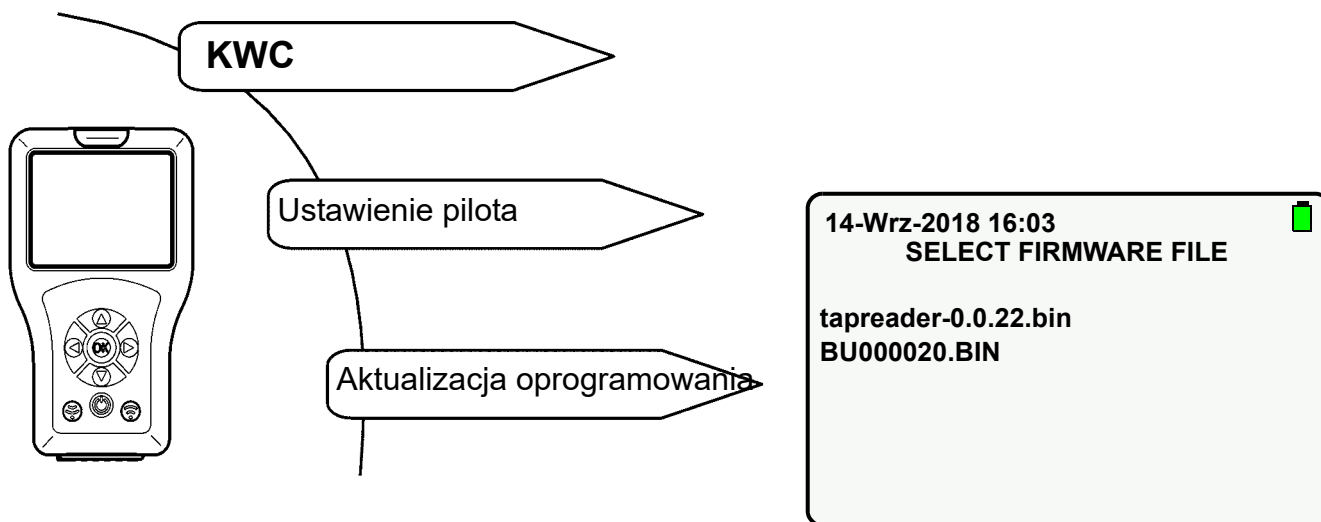 KWC
Ustawienie pilota
Aktualizacja oprogramowania
OK
14-Wrz-2018 16:03
SELECT FIRMWARE FILE
tapreader-0.0.22.bin
BU000020.BIN